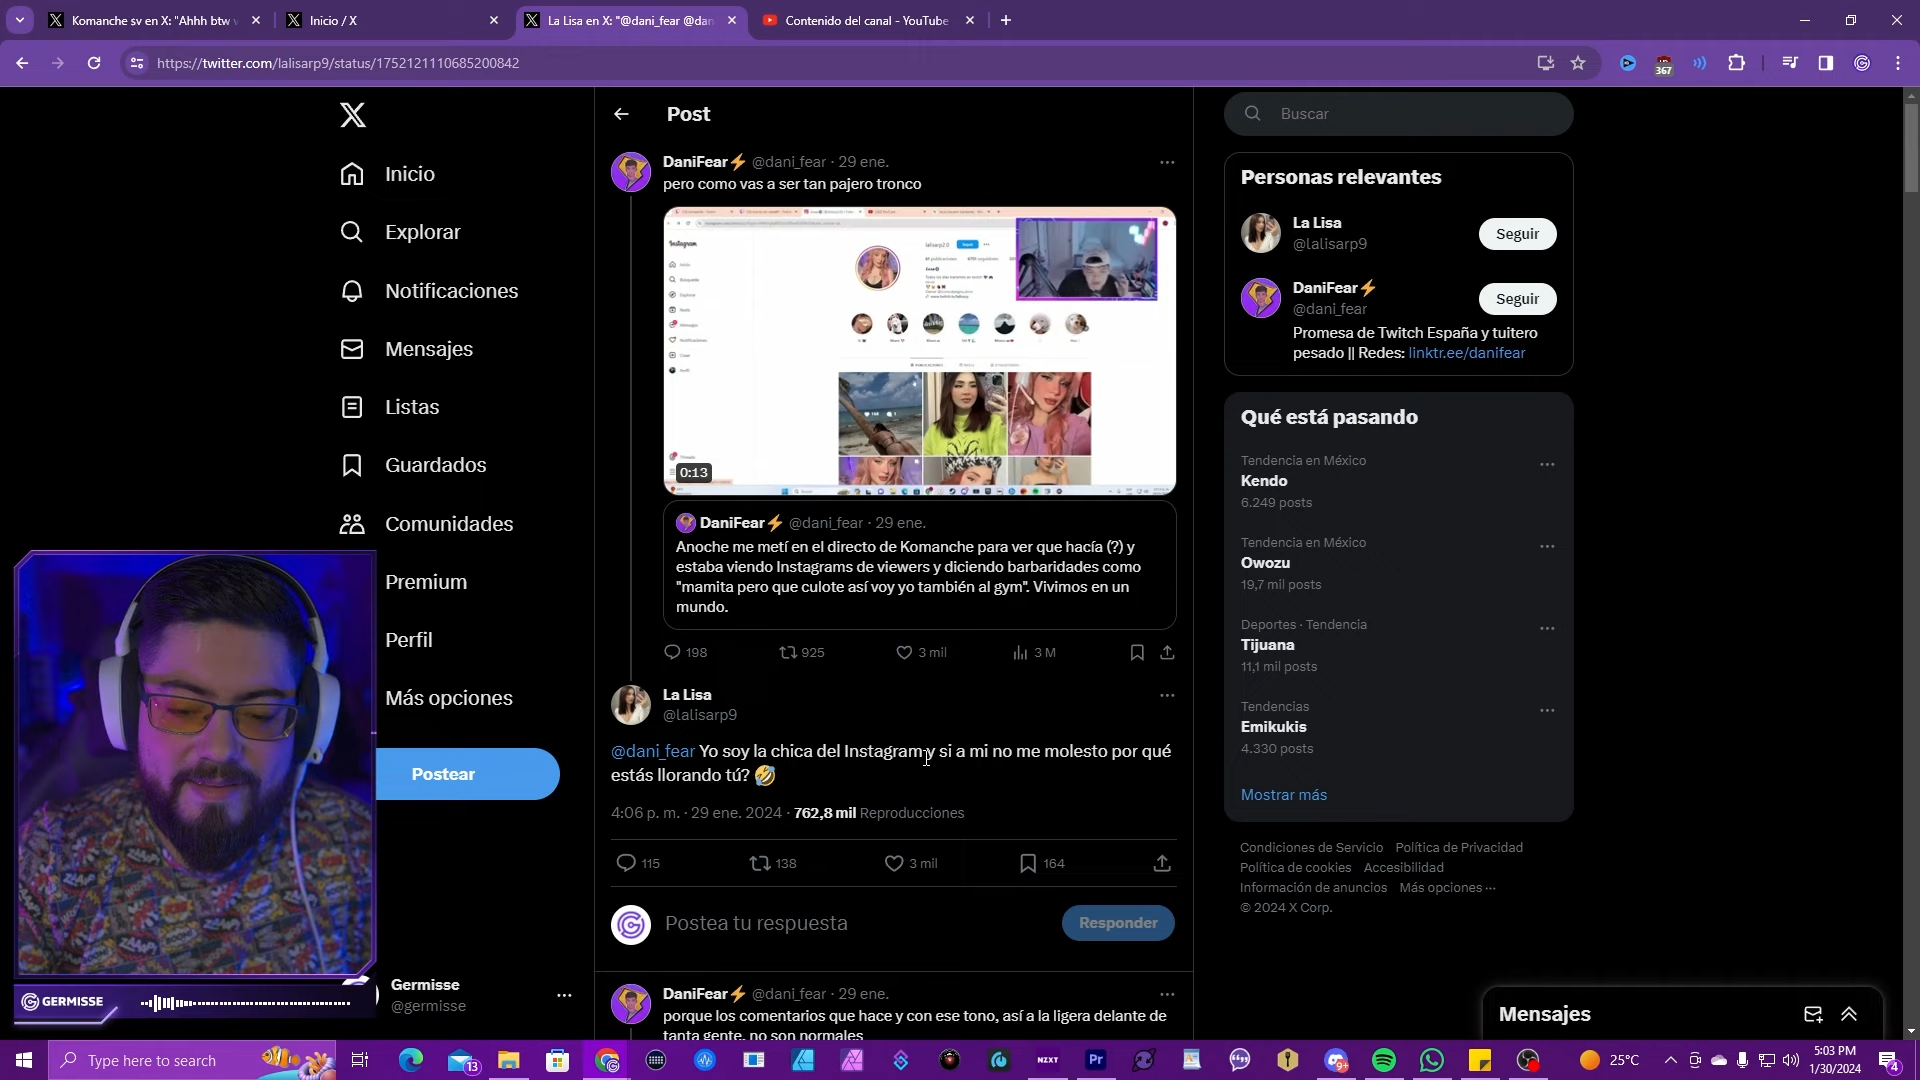 Komanche sv en X: "Ahhh btw
Inicio / X
La Lisa en X: "@dani_fear @dan
Contenido del canal - YouTube
https://twitter.com/lalisarp9/status/1752121110685200842
367
Post
Buscar
DaniFear⚡ @dani_fear · 29 ene.
pero como vas a ser tan pajero tronco
Instagram
lalisarp2.0
0:13
DaniFear⚡ @dani_fear · 29 ene.
Anoche me metí en el directo de Komanche para ver que hacía (?) y
estaba viendo Instagrams de viewers y diciendo barbaridades como
"mamita pero que culote así voy yo también al gym". Vivimos en un
mundo.
198 925 3 mil 3 M
La Lisa
@lalisarp9
@dani_fear Yo soy la chica del Instagram y si a mi no me molesto por qué
estás llorando tú? 🤣
4:06 p. m. · 29 ene. 2024 · 762,8 mil Reproducciones
115 138 3 mil 164
Postea tu respuesta
Responder
DaniFear⚡ @dani_fear · 29 ene.
porque los comentarios que hace y con ese tono, así a la ligera delante de
tanta gente, no son normales
Inicio
Explorar
Notificaciones
Mensajes
Listas
Guardados
Comunidades
Premium
Perfil
Más opciones
Postear
Germisse
@germisse
GERMISSE
Personas relevantes
La Lisa
@lalisarp9
Seguir
DaniFear⚡
@dani_fear
Seguir
Promesa de Twitch España y tuitero
pesado || Redes: linktr.ee/danifear
Qué está pasando
Tendencia en México
Kendo
6.249 posts
Tendencia en México
Owozu
19,7 mil posts
Deportes · Tendencia
Tijuana
11,1 mil posts
Tendencias
Emikukis
4.330 posts
Mostrar más
Condiciones de Servicio Política de Privacidad
Política de cookies Accesibilidad
Información de anuncios Más opciones ···
© 2024 X Corp.
Mensajes
Type here to search
13
NZXT
Pr
9+
25°C
5:03 PM
1/30/2024
4